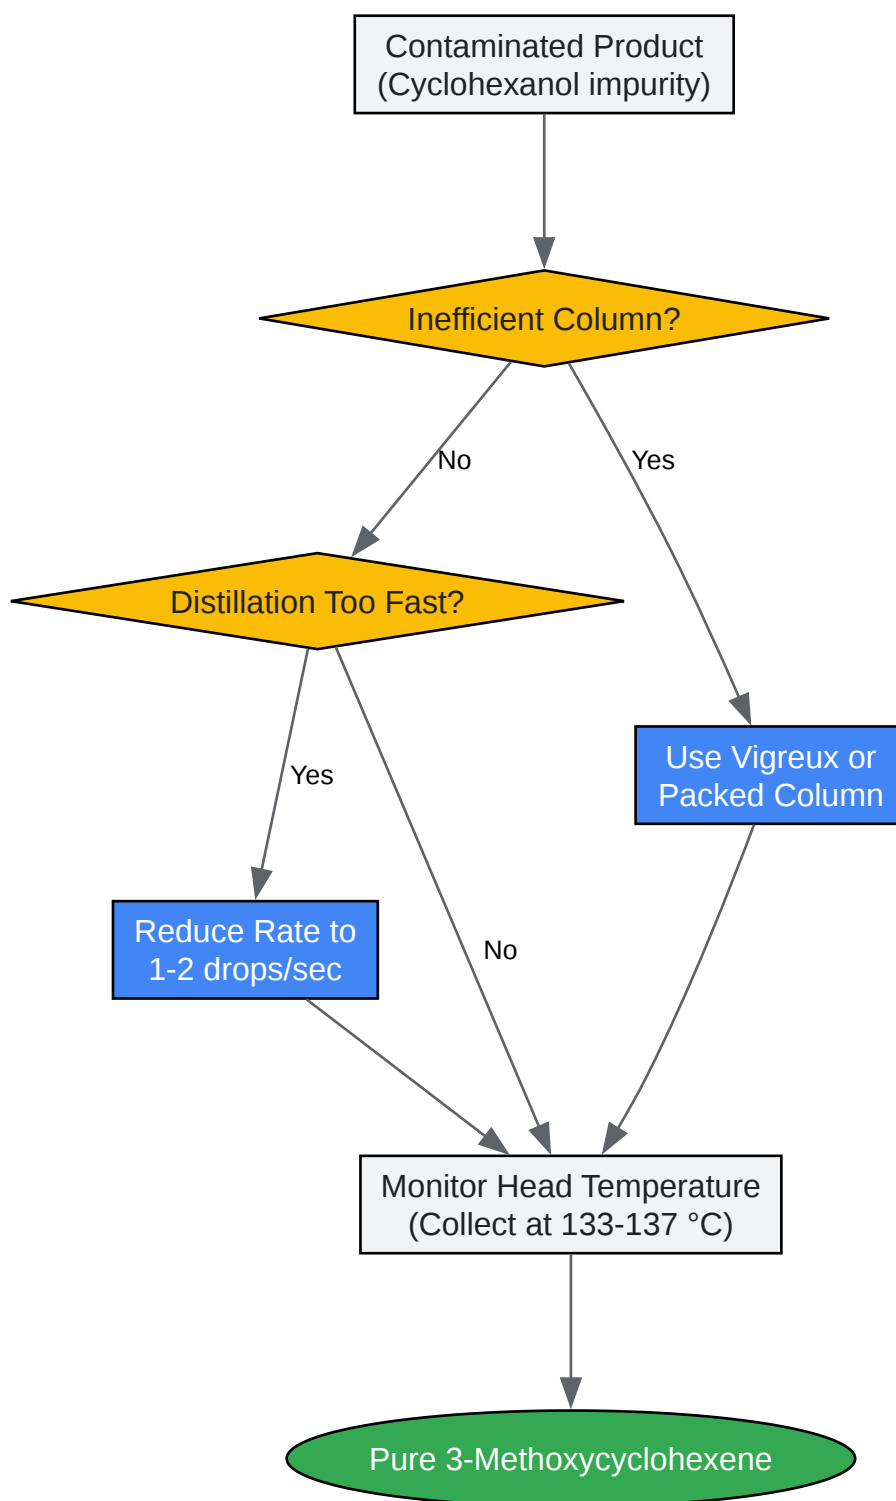 Contaminated Product
(Cyclohexanol impurity)
Inefficient Column?
No
Yes
Distillation Too Fast?
Use Vigreux or
Packed Column
Yes
Reduce Rate to
1-2 drops/sec
No
Monitor Head Temperature
(Collect at 133-137 °C)
Pure 3-Methoxycyclohexene